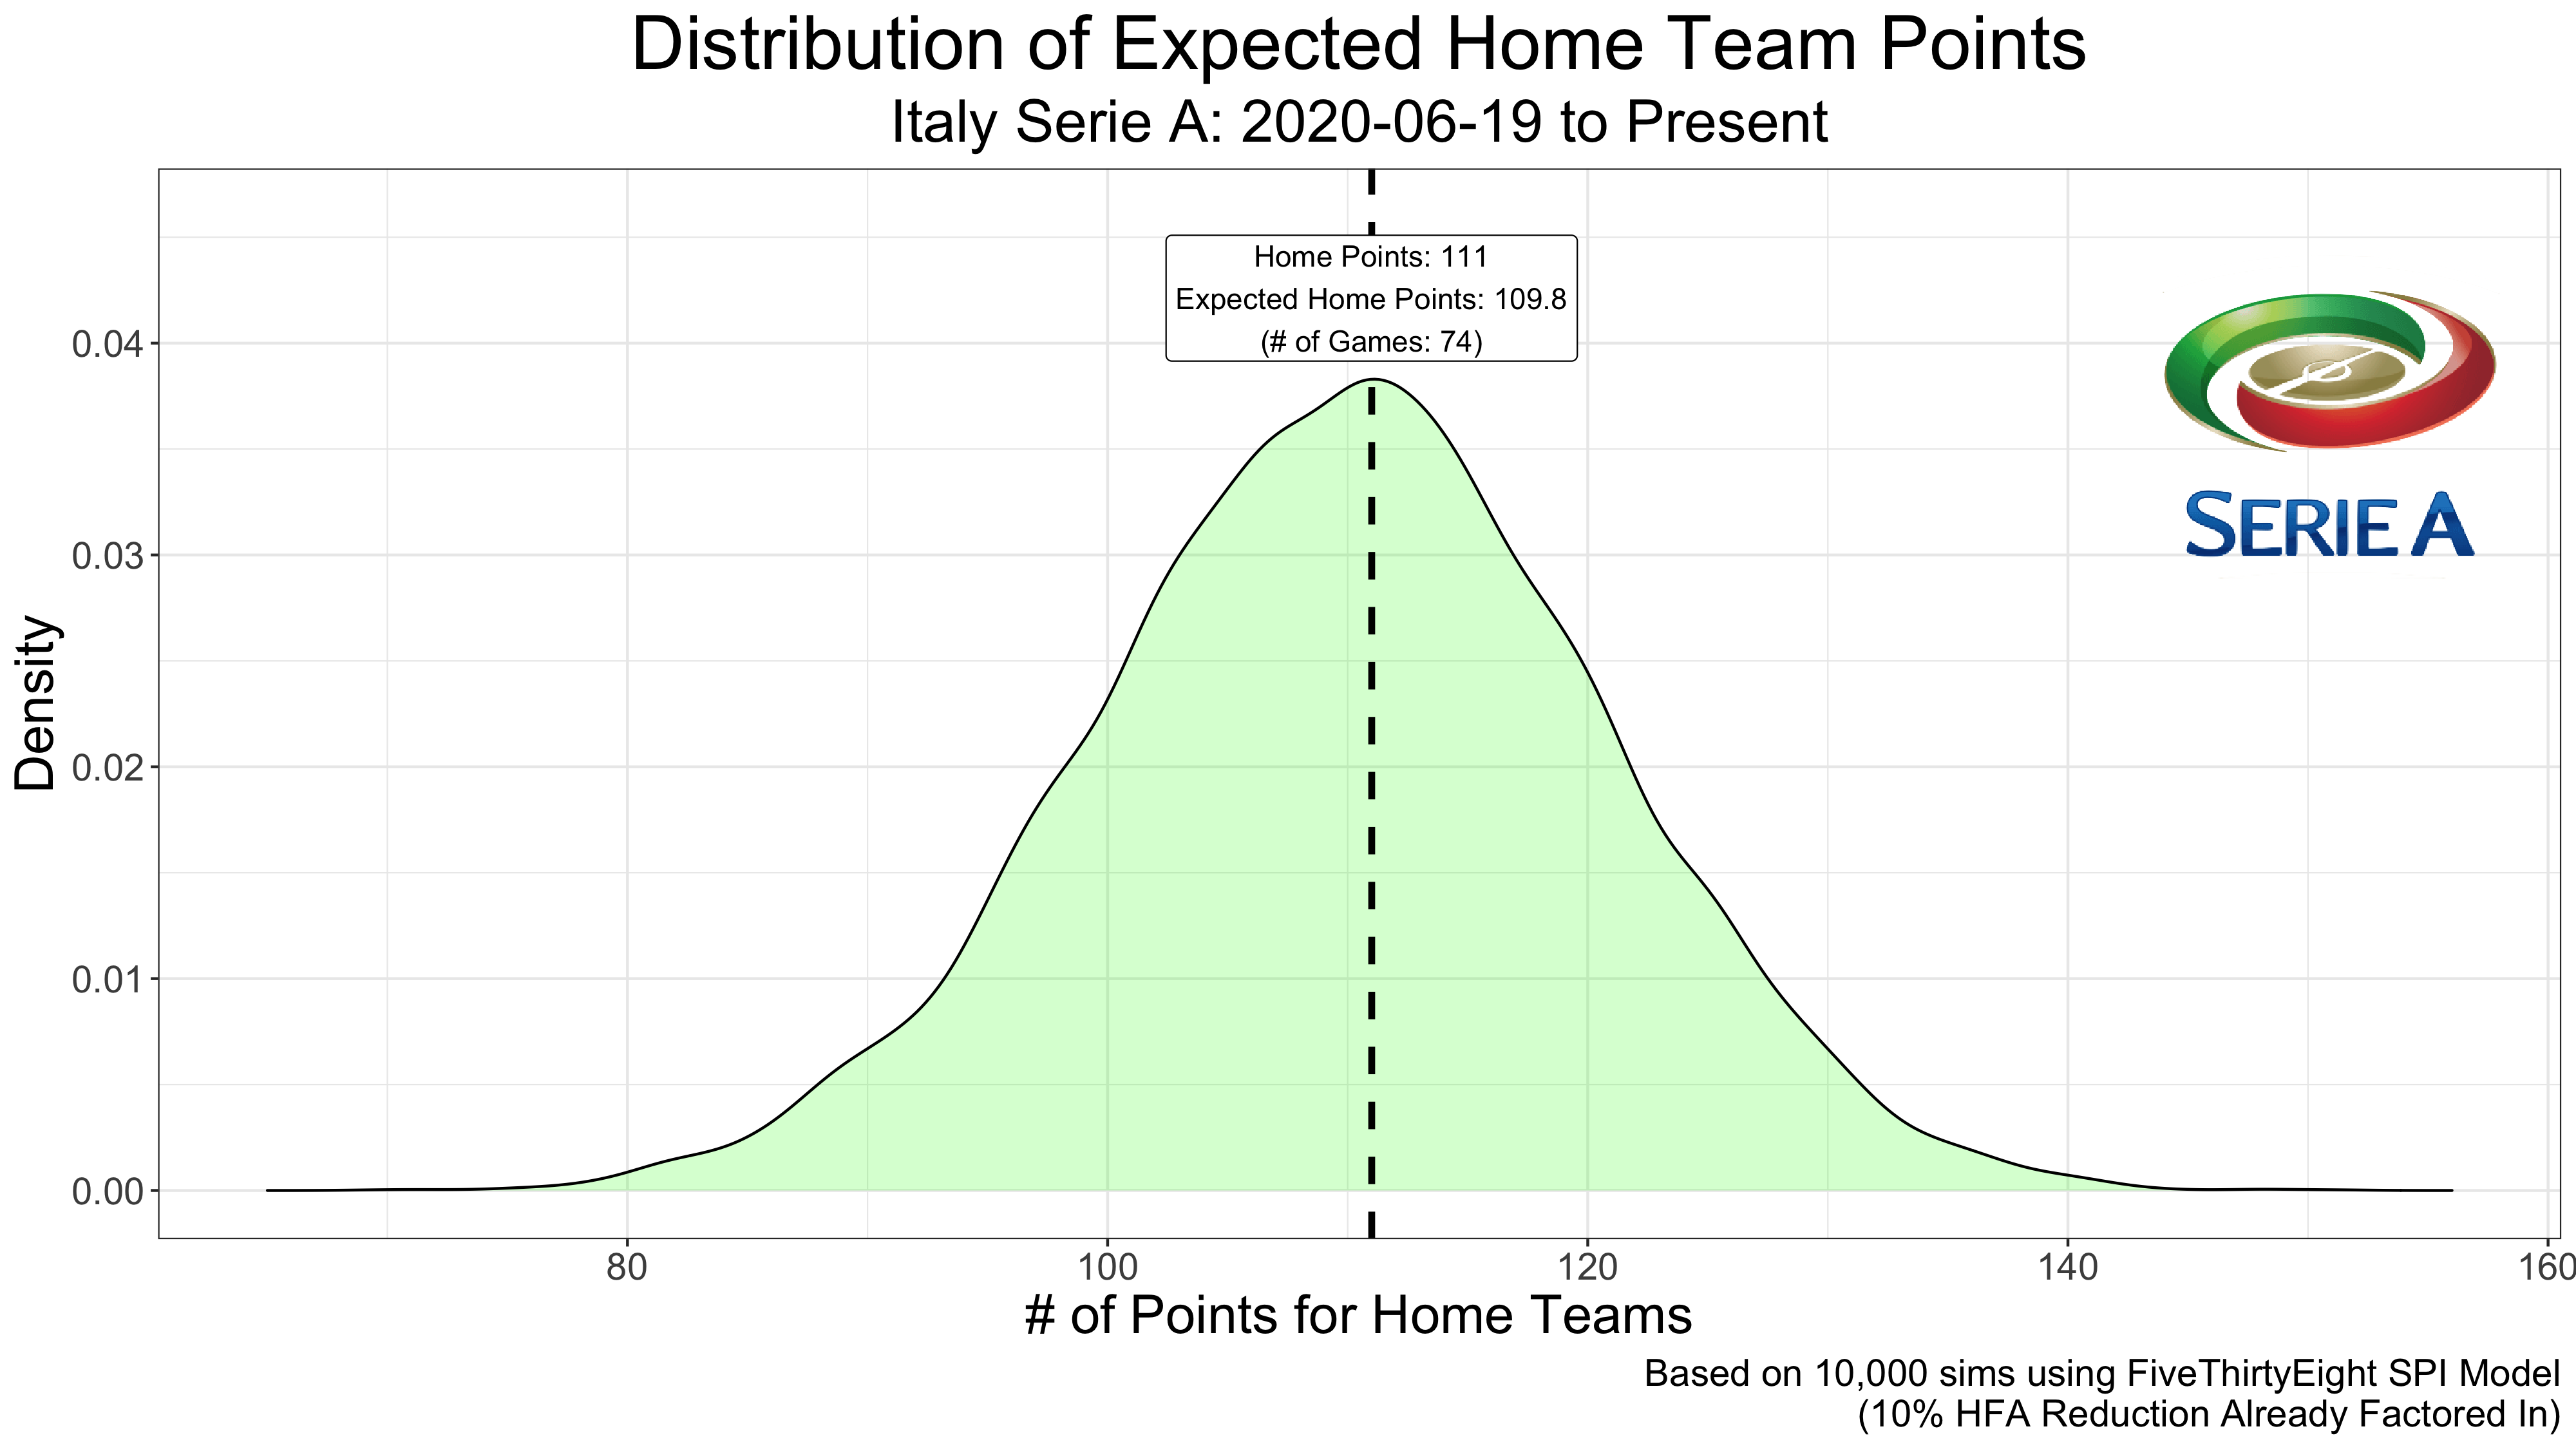 Distribution of Expected Home Team Points
Italy Serie A: 2020-06-19 to Present
Home Points: 111
Expected Home Points: 109.8
(# of Games: 74)
SERIE A
Density
0.04
0.03
0.02
0.01
0.00
80
100
120
140
160
# of Points for Home Teams
Based on 10,000 sims using FiveThirtyEight SPI Model
(10% HFA Reduction Already Factored In)